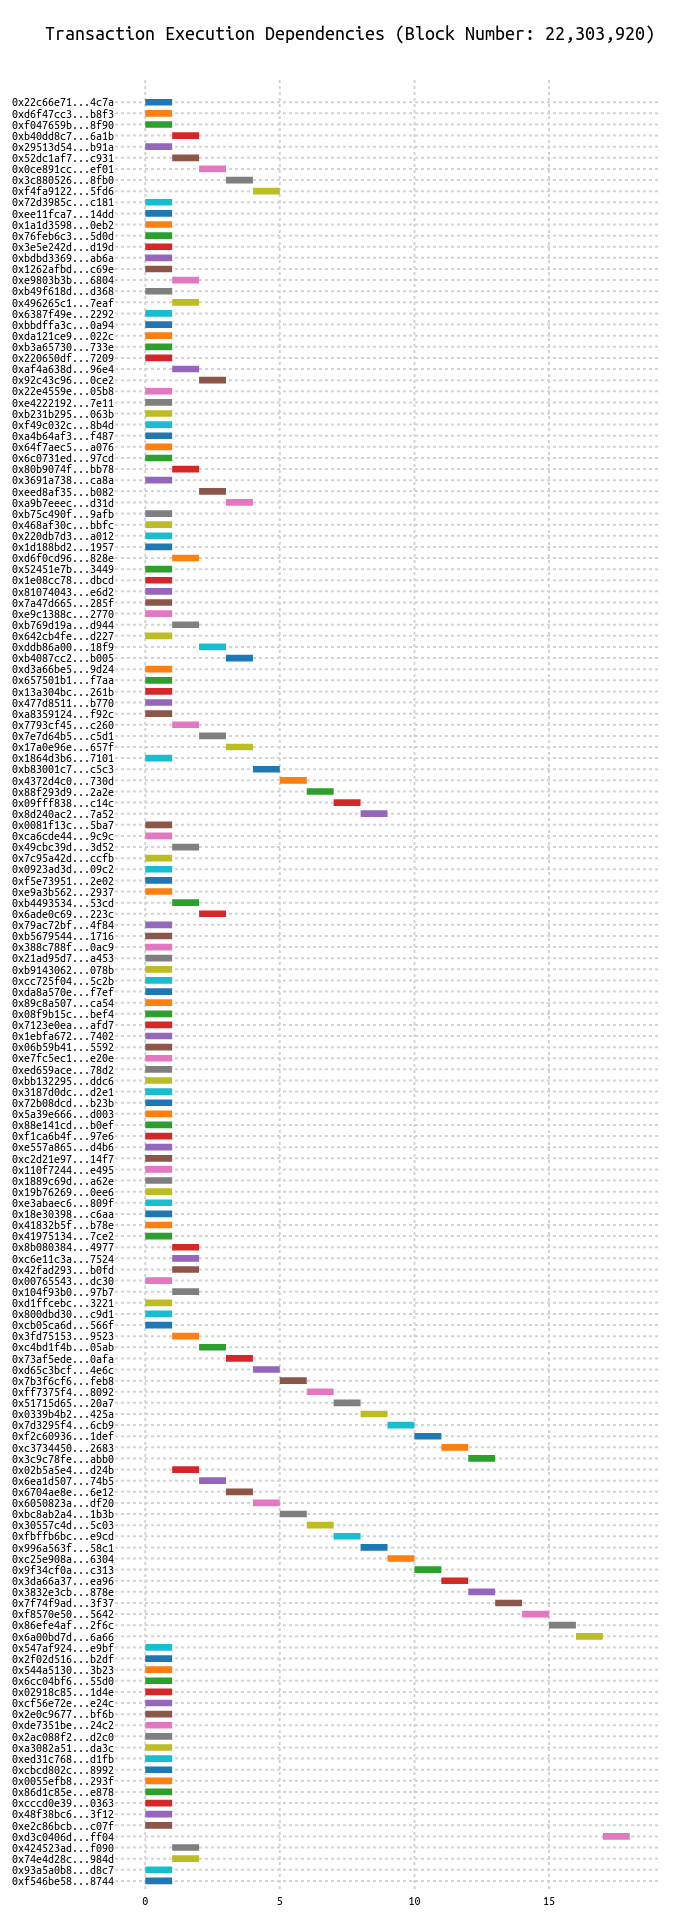 Transaction Execution Dependencies (Block Number: 22,303,920)
0x22c66e71...4c7a
0xd6f47cc3...b8f3
0xf047659b...8f90
0xb40dd8c7...6a1b
0x29513d54...b91a
0x52dc1af7...c931
0x0ce891cc...ef01
0x3c880526...8fb0
0xf4fa9122...5fd6
0x72d3985c...c181
0xee11fca7...14dd
0x1a1d3598...0eb2
0x76feb6c3...5d0d
0x3e5e242d...d19d
0xbdbd3369...ab6a
0x1262afbd...c69e
0xe9803b3b...6804
0xb49f618d...d368
0x496265c1...7eaf
0x6387f49e...2292
0xbbdffa3c...0a94
0xda121ce9...022c
0xb3a65730...733e
0x220650df...7209
0xaf4a638d...96e4
0x92c43c96...0ce2
0x22e4559e...05b8
0xe4222192...7e11
0xb231b295...063b
0xf49c032c...8b4d
0xa4b64af3...f487
0x64f7aec5...a076
0x6c0731ed...97cd
0x80b9074f...bb78
0x3691a738...ca8a
0xeed8af35...b082
0xa9b7eeec...d31d
0xb75c490f...9afb
0x468af30c...bbfc
0x220db7d3...a012
0x1d188bd2...1957
0xd6f0cd96...828e
0x52451e7b...3449
0x1e08cc78...dbcd
0x81074043...e6d2
0x7a47d665...285f
0xe9c1388c...2770
0xb769d19a...d944
0x642cb4fe...d227
0xddb86a00...18f9
0xb4087cc2...b005
0xd3a66be5...9d24
0x657501b1...f7aa
0x13a304bc...261b
0x477d8511...b770
0xa8359124...f92c
0x7793cf45...c260
0x7e7d64b5...c5d1
0x17a0e96e...657f
0x1864d3b6...7101
0xb83001c7...c5c3
0x4372d4c0...730d
0x88f293d9...2a2e
0x09fff838...c14c
0x8d240ac2...7a52
0x0081f13c...5ba7
0xca6cde44...9c9c
0x49cbc39d...3d52
0x7c95a42d...ccfb
0x0923ad3d...09c2
0xf5e73951...2e02
0xe9a3b562...2937
0xb4493534...53cd
0x6ade0c69...223c
0x79ac72bf...4f84
0xb5679544...1716
0x388c788f...0ac9
0x21ad95d7...a453
0xb9143062...078b
0xcc725f04...5c2b
0xda8a570e...f7ef
0x89c8a507...ca54
0x08f9b15c...bef4
0x7123e0ea...afd7
0x1ebfa672...7402
0x06b59b41...5592
0xe7fc5ec1...e20e
0xed659ace...78d2
0xbb132295...ddc6
0x3187d0dc...d2e1
0x72b08dcd...b23b
0x5a39e666...d003
0x88e141cd...b0ef
0xf1ca6b4f...97e6
0xe557a865...d4b6
0xc2d21e97...14f7
0x110f7244...e495
0x1889c69d...a62e
0x19b76269...0ee6
0xe3abaec6...809f
0x18e30398...c6aa
0x41832b5f...b78e
0x41975134...7ce2
0x8b080384...4977
0xc6e11c3a...7524
0x42fad293...b0fd
0x00765543...dc30
0x104f93b0...97b7
0xd1ffcebc...3221
0x800dbd30...c9d1
0xcb05ca6d...566f
0x3fd75153...9523
0xc4bd1f4b...05ab
0x73af5ede...0afa
0xd65c3bcf...4e6c
0x7b3f6cf6...feb8
0xff7375f4...8092
0x51715d65...20a7
0x0339b4b2...425a
0x7d3295f4...6cb9
0xf2c60936...1def
0xc3734450...2683
0x3c9c78fe...abb0
0x02b5a5e4...d24b
0x6ea1d507...74b5
0x6704ae8e...6e12
0x6050823a...df20
0xbc8ab2a4...1b3b
0x30557c4d...5c03
0xfbffb6bc...e9cd
0x996a563f...58c1
0xc25e908a...6304
0x9f34cf0a...c313
0x3da66a37...ea96
0x3832e3cb...878e
0x7f74f9ad...3f37
0xf8570e50...5642
0x86efe4af...2f6c
0x6a00bd7d...6a66
0x547af924...e9bf
0x2f02d516...b2df
0x544a5130...3b23
0x6cc04bf6...55d0
0x02918c85...1d4e
0xcf56e72e...e24c
0x2e0c9677...bf6b
0xde7351be...24c2
0x2ac088f2...d2c0
0xa3082a51...da3c
0xed31c768...d1fb
0xcbcd802c...8992
0x0055efb8...293f
0x86d1c85e...e878
0xcccd0e39...0363
0x48f38bc6...3f12
0xe2c86bcb...c07f
0xd3c0406d...ff04
0x424523ad...f090
0x74e4d28c...984d
0x93a5a0b8...d8c7
0xf546be58...8744
0 5 10 15